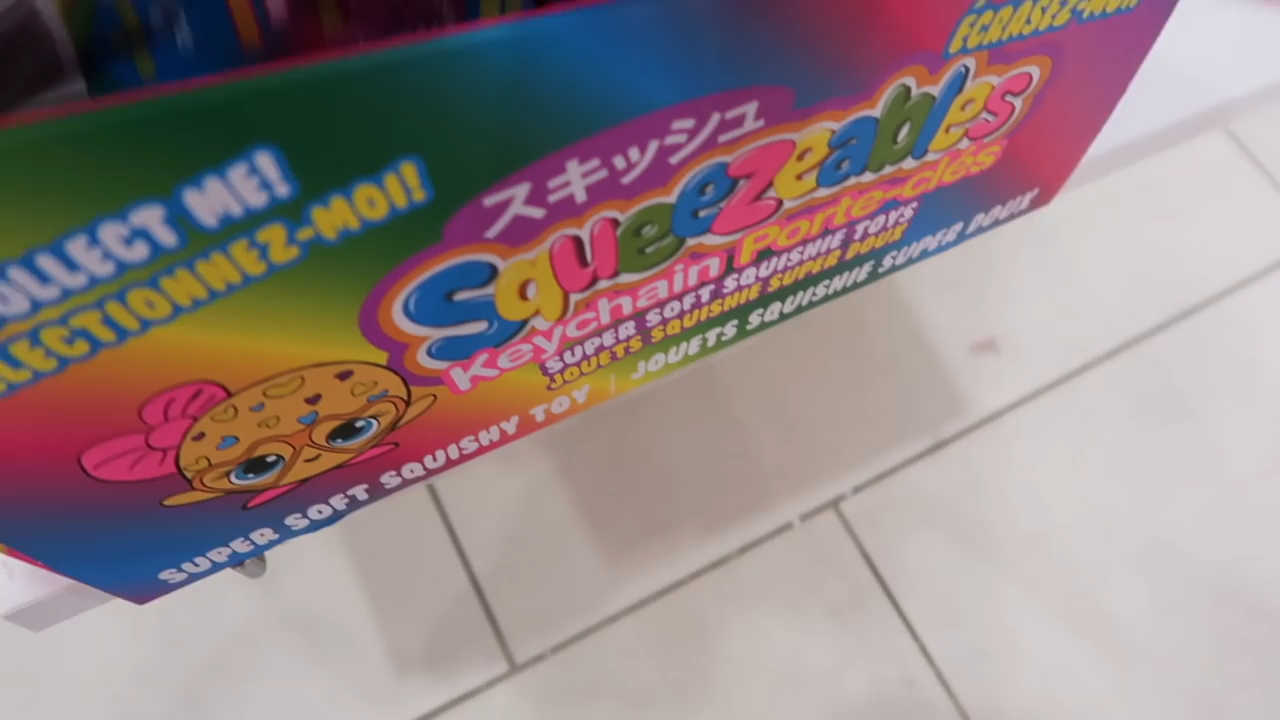 COLLECT ME!
LECTIONNEZ-MOI!
スキッシュ
Squeezeables
Keychain Porte-clés
SUPER SOFT SQUISHIE TOYS
JOUETS SQUISHIE SUPER DOUX
SUPER SOFT SQUISHY TOY | JOUETS SQUISHIE SUPER DOUX
ÉCRASEZ-MOI!